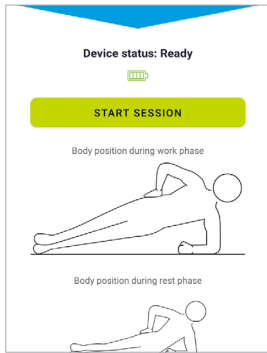 Device status: Ready
START SESSION
Body position during work phase
Body position during rest phase